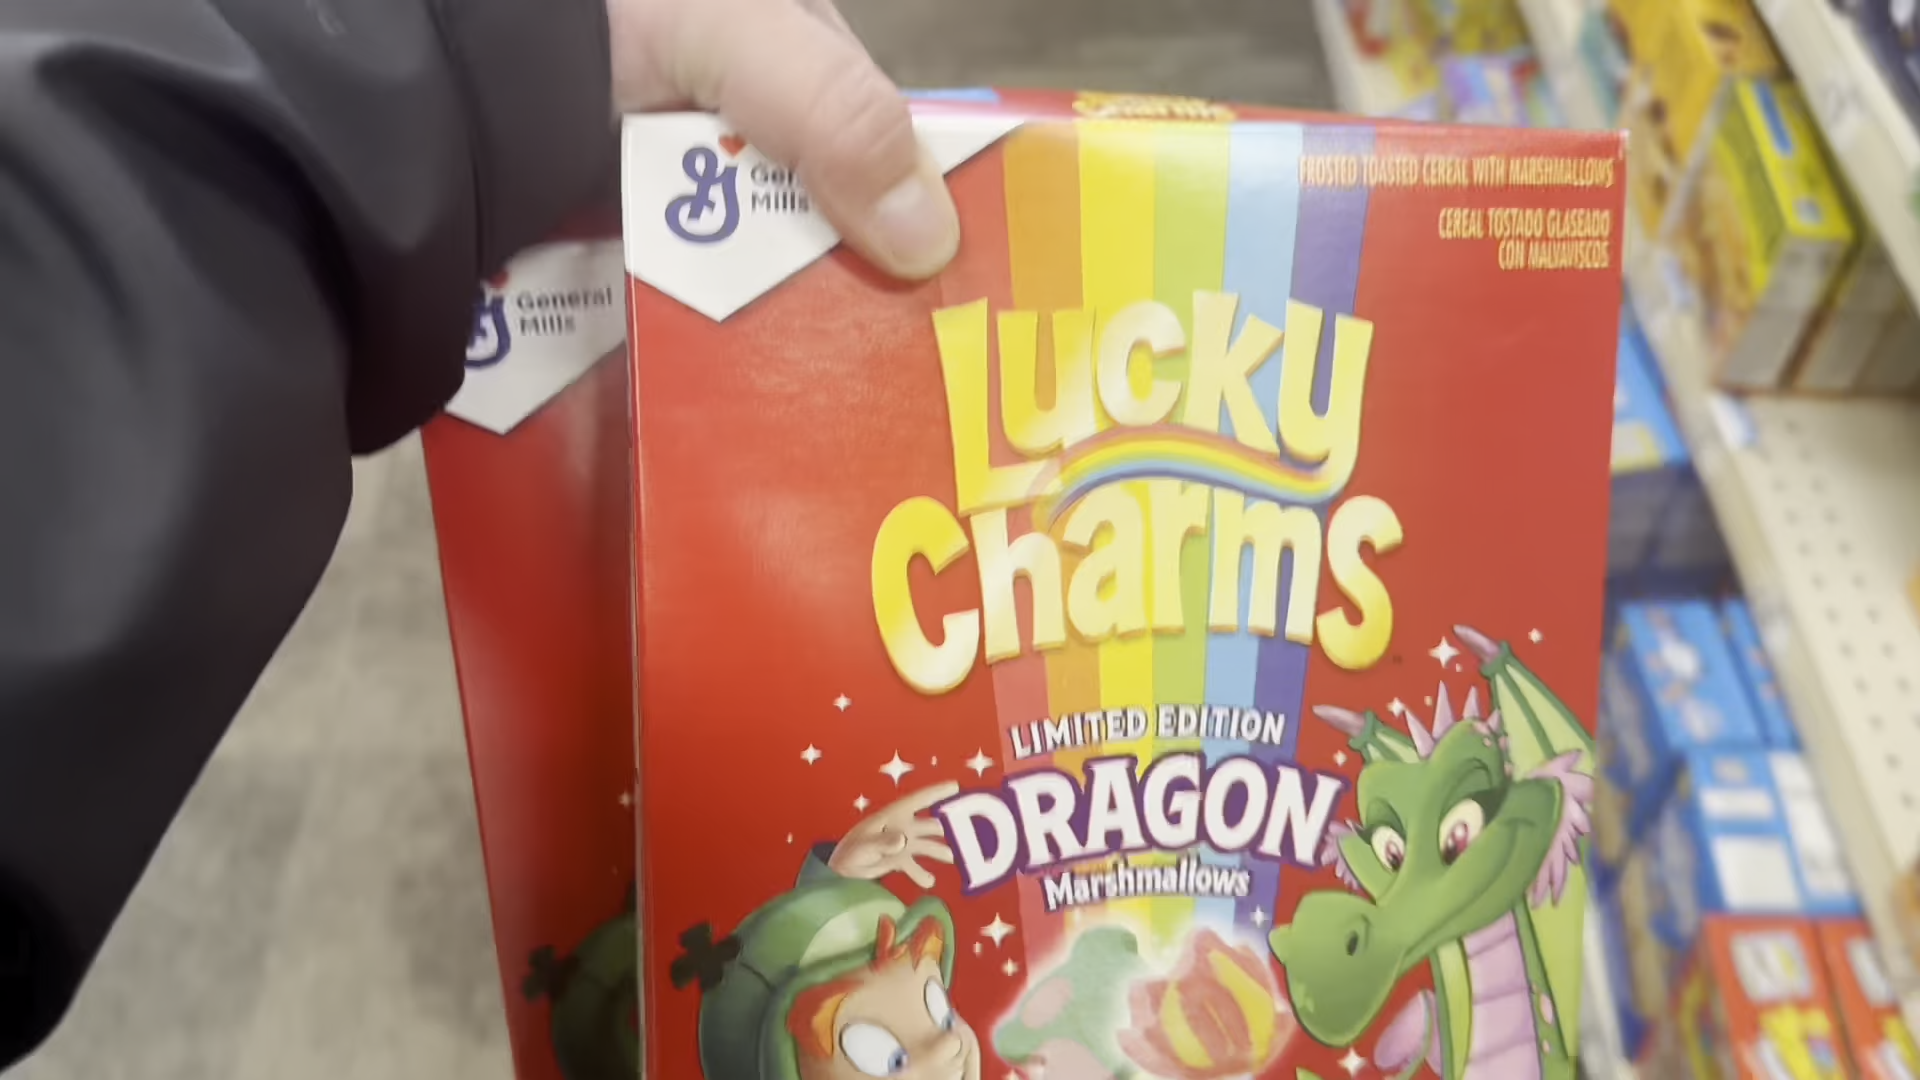 General
Mills
General
Mills
FROSTED TOASTED CEREAL WITH MARSHMALLOWS
CEREAL TOSTADO GLASEADO
CON MALVAVISCOS
Lucky
Charms
LIMITED EDITION
DRAGON
Marshmallows